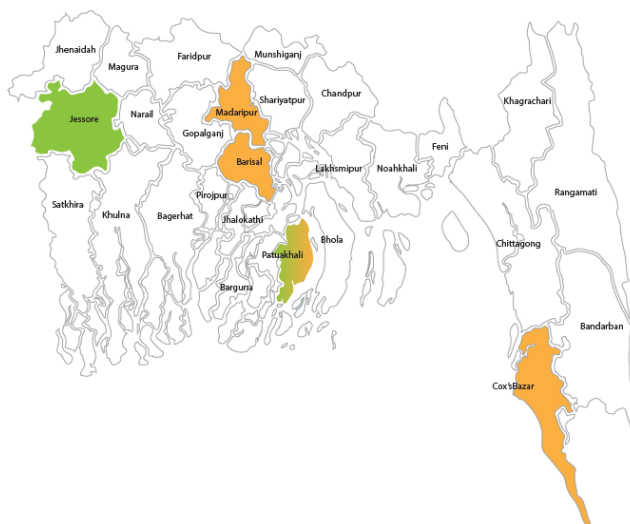 Jhenaidah
Magura
Faridpur
Munshiganj
Chandpur
Khagrachari
Jessore
Narail
Madaripur
Shariyatpur
Gopalganj
Barisal
Lakhsmipur
Noahkhali
Feni
Rangamati
Satkhira
Khulna
Bagerhat
Pirojpur
Jhalokathi
Patuakhali
Bhola
Chittagong
Barguna
Bandarban
Cox'sBazar